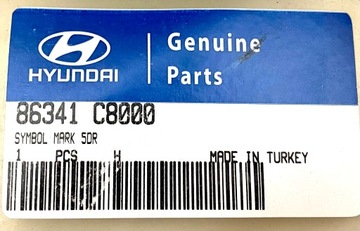 HYUNDAI
Genuine
Parts
86341 C8000
SYMBOL MARK 5DR
1 PCS H MADE IN TURKEY